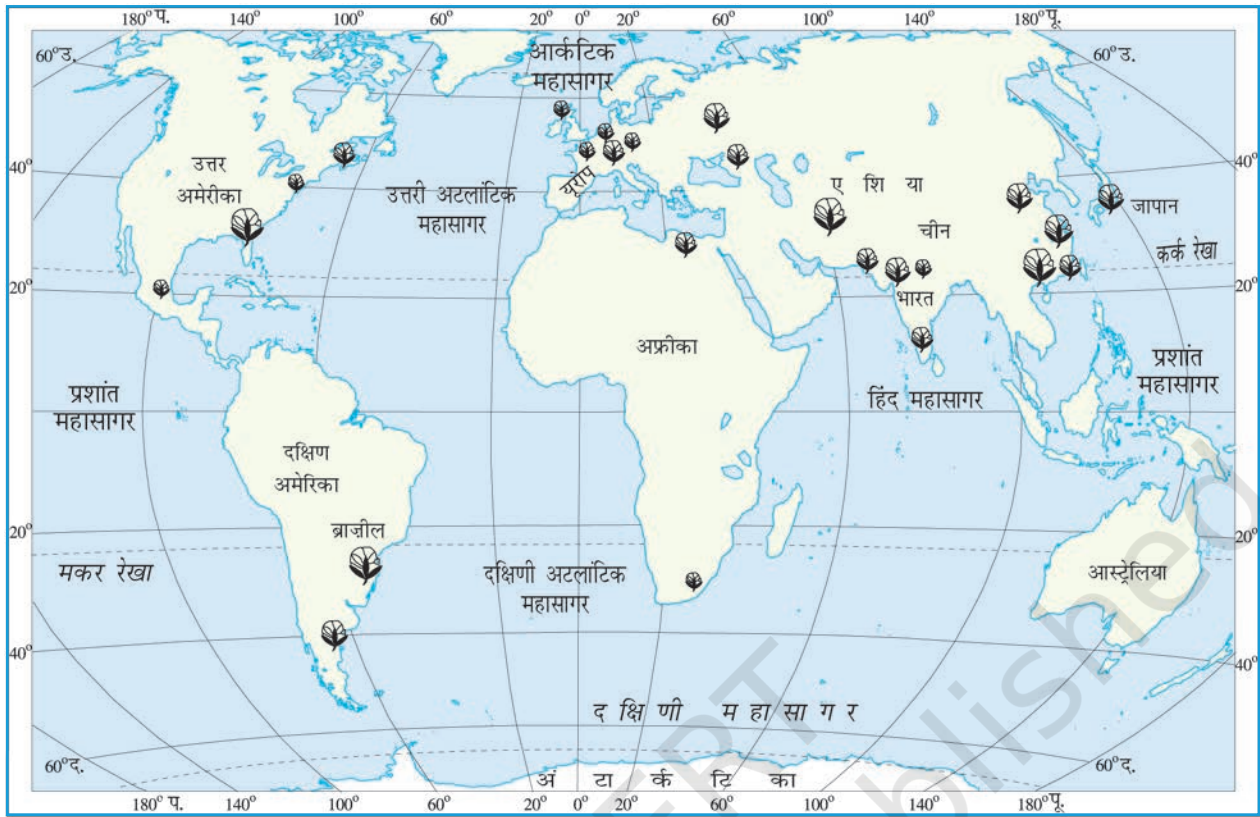 180° प. 140° 100° 20° 0° 20° 100° 140° 180° पू.
60° उ.
60° उ.
आर्कटिक
महासागर
40°
40°
उत्तर
अमेरीका
उत्तरी अटलांटिक
महासागर
यूरोप
ए शि या
चीन
जापान
कर्क रेखा
20°
20°
भारत
अफ्रीका
प्रशांत
महासागर
हिंद महासागर
प्रशांत
महासागर
दक्षिण
अमेरिका
ब्राज़ील
20°
20°
मकर रेखा
दक्षिणी अटलांटिक
महासागर
आस्ट्रेलिया
40°
40°
द क्षि णी म हा सा ग र
60° द.
60° द.
अं टा र्क टि का
180° प. 140° 100° 20° 0° 20° 60° 100° 140° 180° पू.